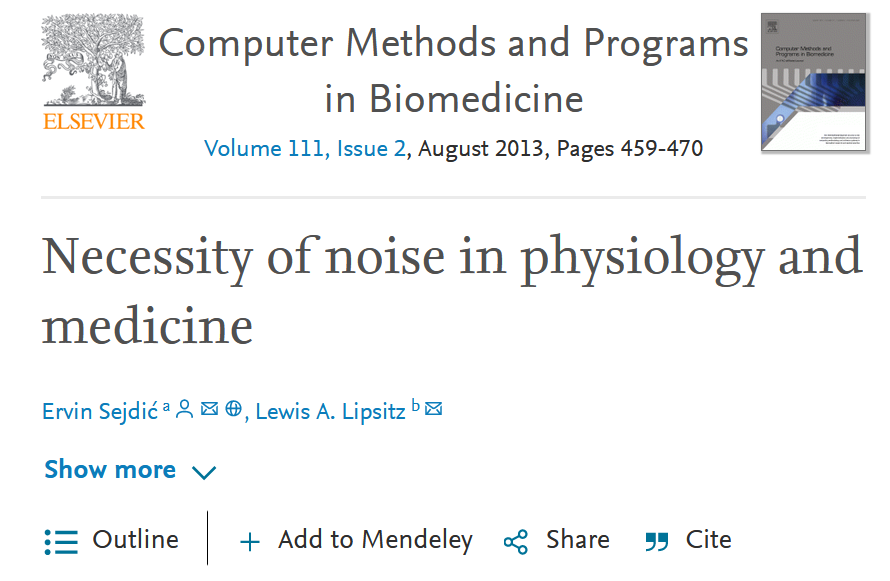 Computer Methods and Programs
in Biomedicine
ELSEVIER
Volume 111, Issue 2, August 2013, Pages 459-470
Computer Methods and
Programs in Biomedicine
Necessity of noise in physiology and
medicine
Ervin Sejdić a, Lewis A. Lipsitz b
Show more
Outline
Add to Mendeley
Share
Cite